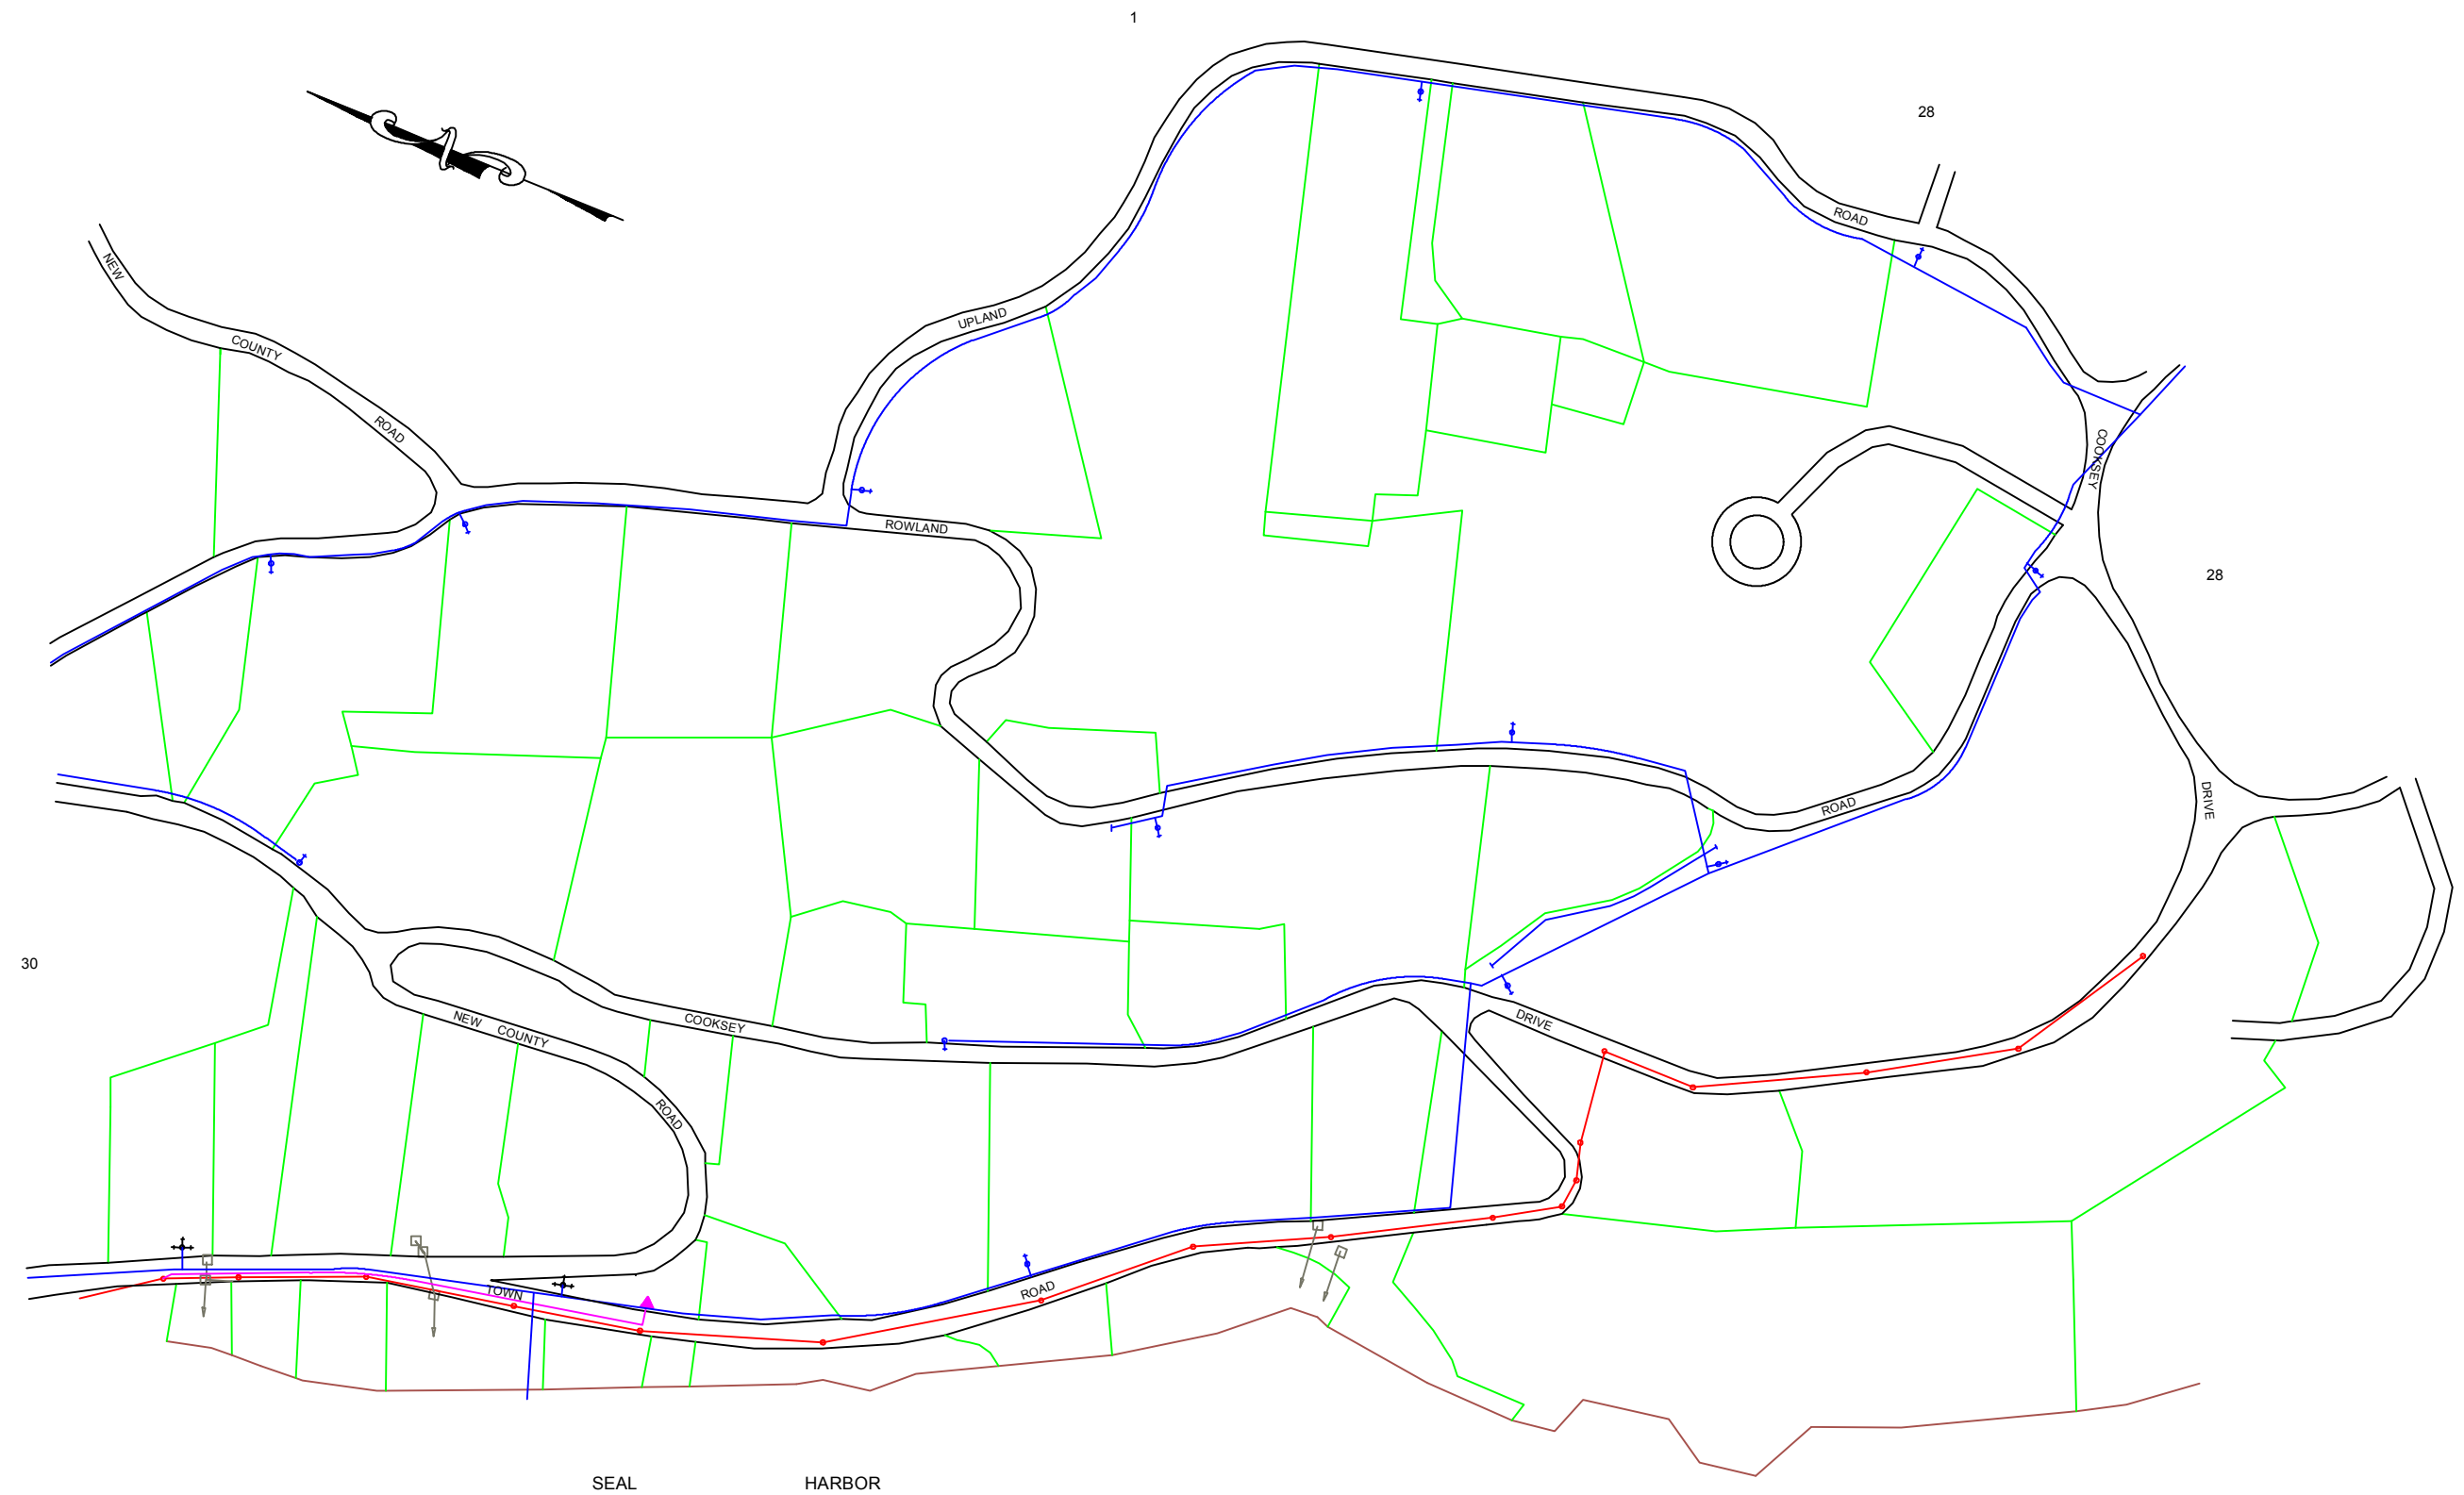 1
28
NEW
ROAD
COUNTY
UPLAND
ROAD
COOKSEY
ROWLAND
28
DRIVE
ROAD
30
NEW COUNTY
COOKSEY
DRIVE
ROAD
TOWN
ROAD
SEAL HARBOR